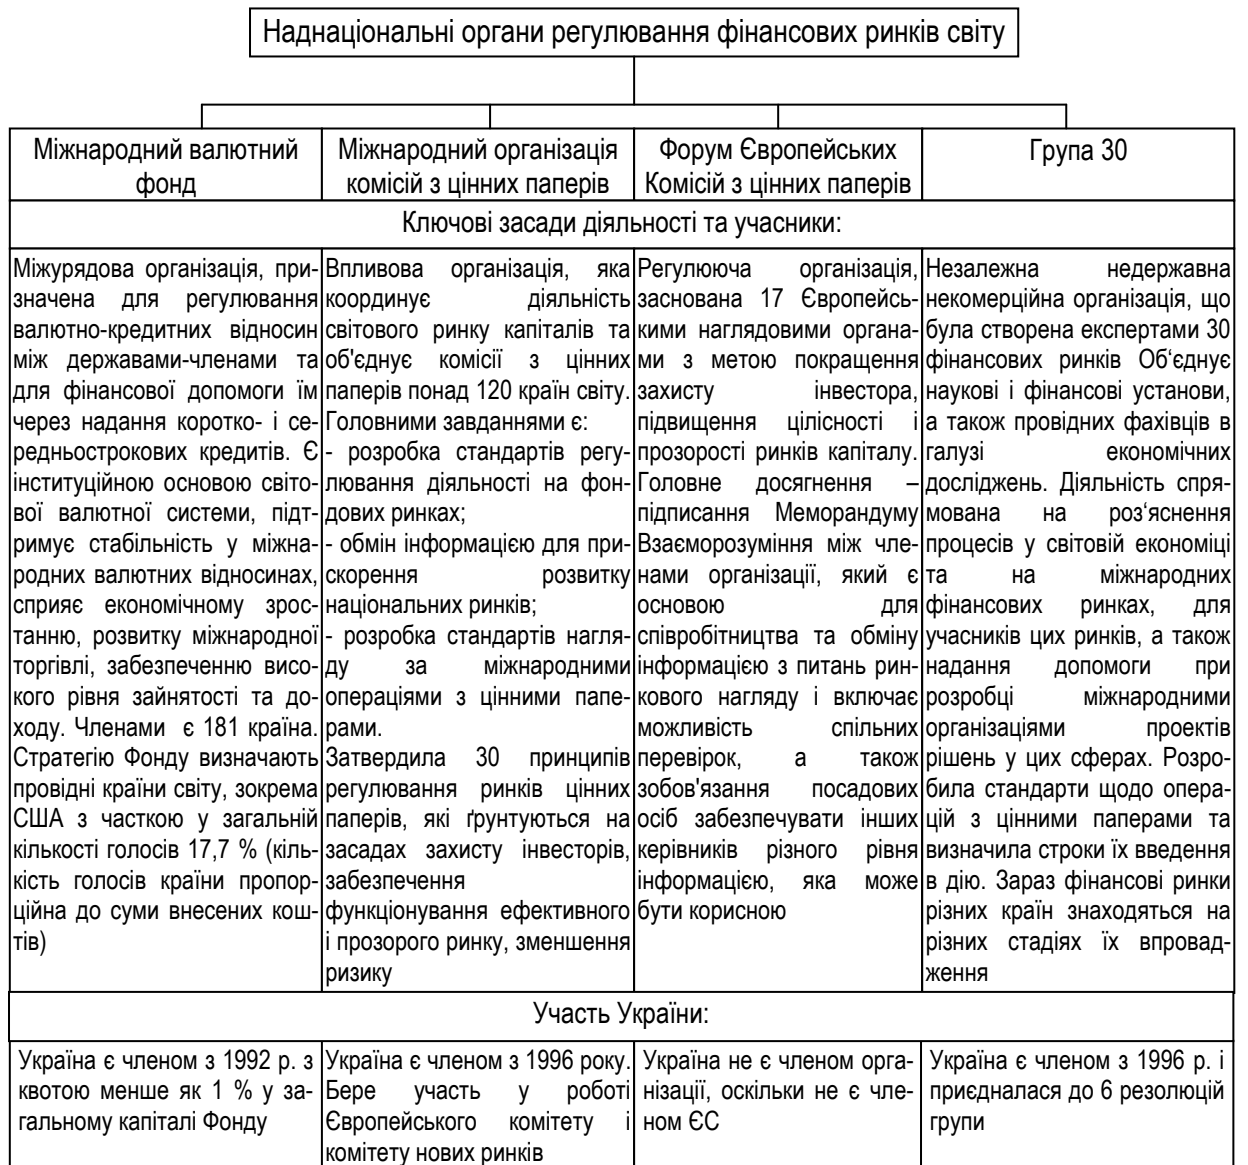 Наднаціональні органи регулювання фінансових ринків світу
Міжнародний валютний
фонд
Міжнародний організація
комісій з цінних паперів
Форум Європейських
Комісій з цінних паперів
Група 30
Ключові засади діяльності та учасники:
Міжурядова організація, при-
значена для регулювання
валютно-кредитних відносин
між державами-членами та
для фінансової допомоги їм
через надання коротко- і се-
редньострокових кредитів. Є
інституційною основою світо-
вої валютної системи, підт-
римує стабільність у міжна-
родних валютних відносинах,
сприяє економічному зрос-
танню, розвитку міжнародної
торгівлі, забезпеченню висо-
кого рівня зайнятості та до-
ходу. Членами є 181 країна.
Стратегію Фонду визначають
провідні країни світу, зокрема
США з часткою у загальній
кількості голосів 17,7 % (кіль-
кість голосів країни пропор-
ційна до суми внесених кош-
тів)
Впливова організація, яка
координує діяльність
світового ринку капіталів та
об'єднує комісії з цінних
паперів понад 120 країн світу.
Головними завданнями є:
- розробка стандартів регу-
лювання діяльності на фон-
дових ринках;
- обмін інформацією для при-
скорення розвитку
національних ринків;
- розробка стандартів нагля-
ду за міжнародними
операціями з цінними папе-
рами.
Затвердила 30 принципів
регулювання ринків цінних
паперів, які ґрунтуються на
засадах захисту інвесторів,
забезпечення
функціонування ефективного
і прозорого ринку, зменшення
ризику
Регулююча організація,
заснована 17 Європейсь-
кими наглядовими органа-
ми з метою покращення
захисту інвестора,
підвищення цілісності і
прозорості ринків капіталу.
Головне досягнення –
підписання Меморандуму
Взаєморозуміння між чле-
нами організації, який є
основою для
співробітництва та обміну
інформацією з питань рин-
кового нагляду і включає
можливість спільних
перевірок, а також
зобов'язання посадових
осіб забезпечувати інших
керівників різного рівня
інформацією, яка може
бути корисною
Незалежна недержавна
некомерційна організація, що
була створена експертами 30
фінансових ринків Об‘єднує
наукові і фінансові установи,
а також провідних фахівців в
галузі економічних
досліджень. Діяльність спря-
мована на роз‘яснення
процесів у світовій економіці
та на міжнародних
фінансових ринках, для
учасників цих ринків, а також
надання допомоги при
розробці міжнародними
організаціями проектів
рішень у цих сферах. Розро-
била стандарти щодо опера-
цій з цінними паперами та
визначила строки їх введення
в дію. Зараз фінансові ринки
різних країн знаходяться на
різних стадіях їх впровад-
ження
Участь України:
Україна є членом з 1992 р. з
квотою менше як 1 % у за-
гальному капіталі Фонду
Україна є членом з 1996 року.
Бере участь у роботі
Європейського комітету і
комітету нових ринків
Україна не є членом орга-
нізації, оскільки не є чле-
ном ЄС
Україна є членом з 1996 р. і
приєдналася до 6 резолюцій
групи